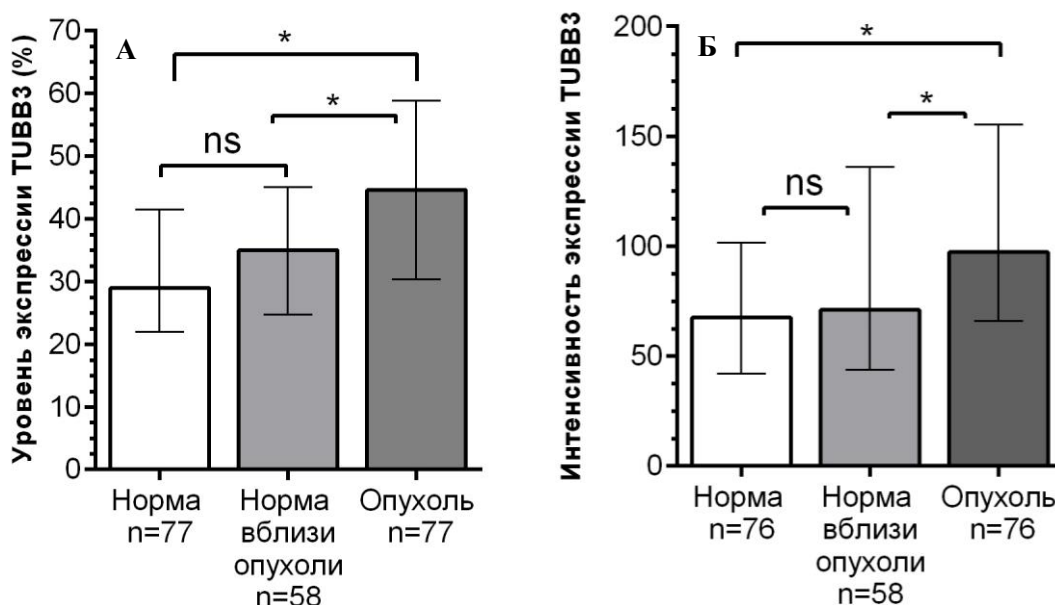 Уровень экспрессии TUBB3 (%)
70
60
50
40
30
20
10
0
А
*
*
ns
Норма
n=77
Норма
вблизи
опухоли
n=58
Опухоль
n=77
Интенсивность экспрессии TUBB3
200
150
100
50
0
Б
*
*
ns
Норма
n=76
Норма
вблизи
опухоли
n=58
Опухоль
n=76